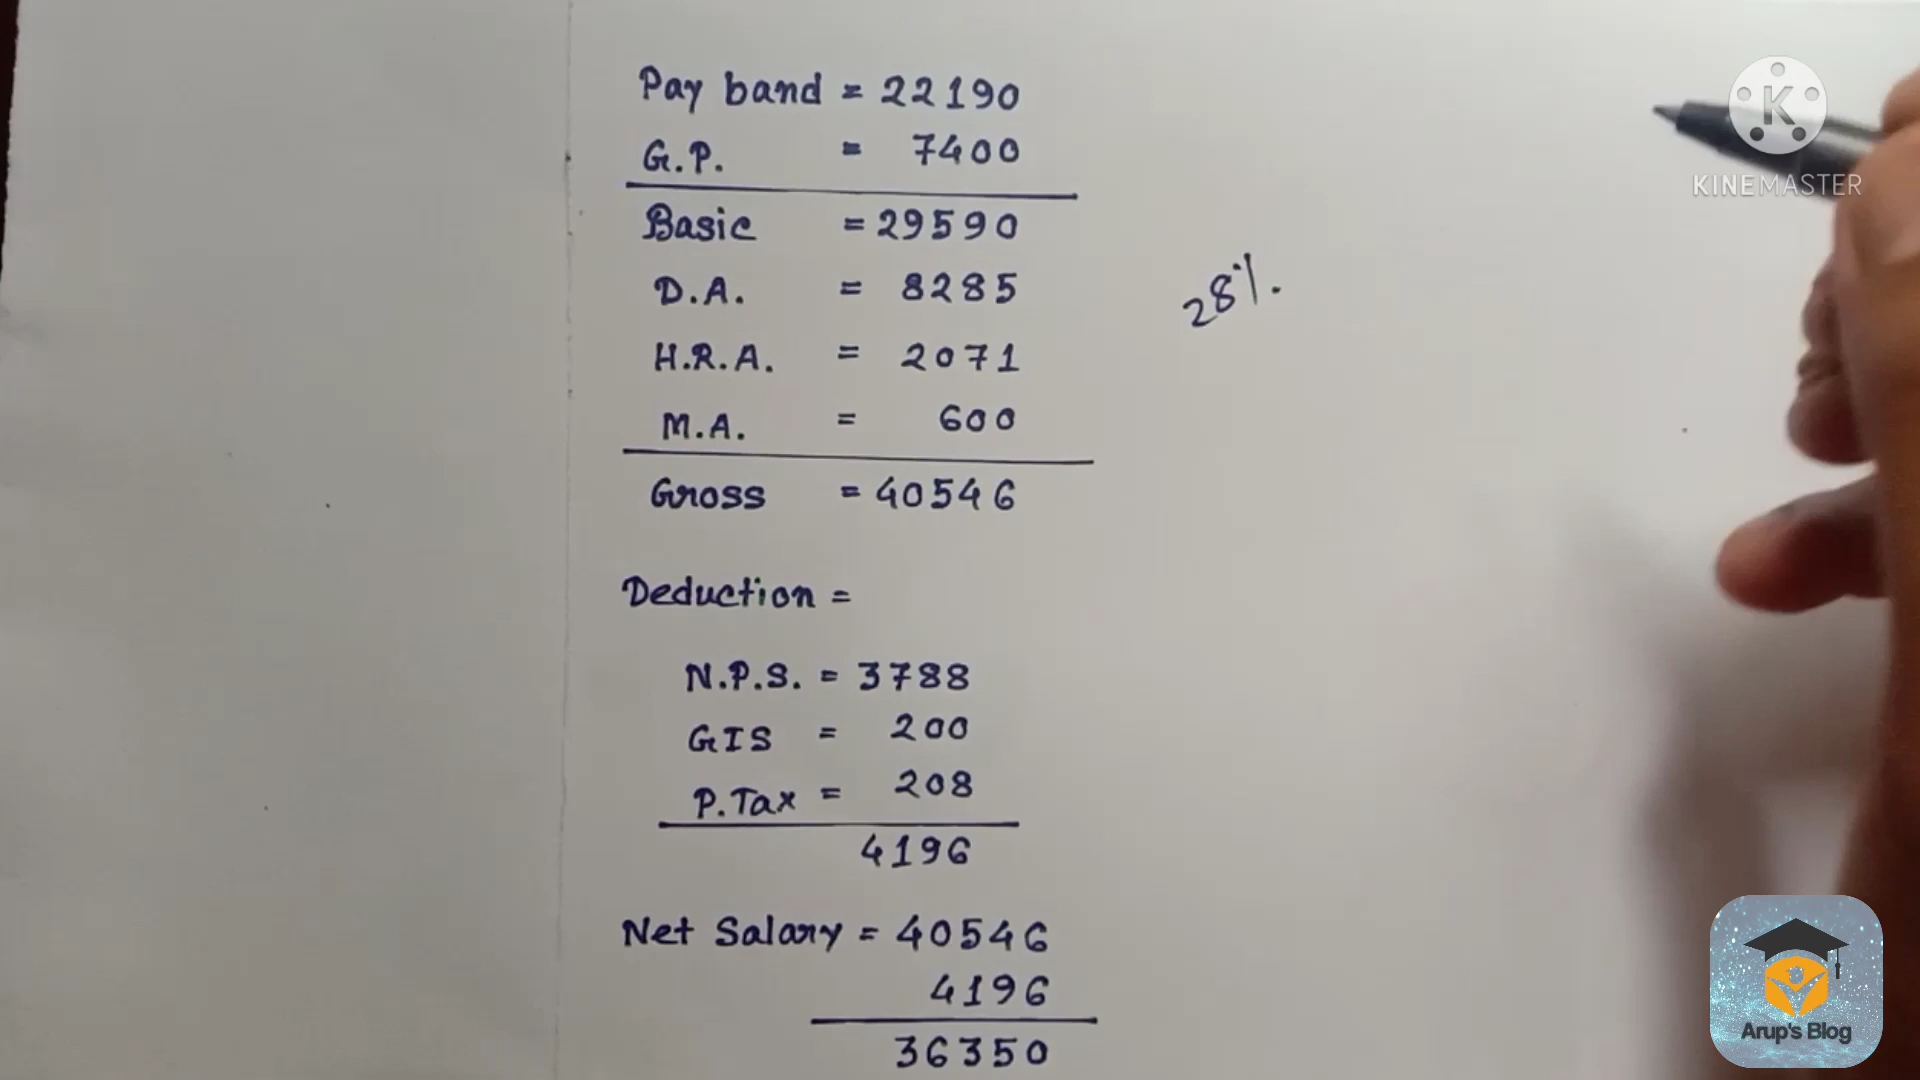 Pay band = 22190
G.P. = 7400
Basic = 29590
D.A. = 8285
28%.
H.R.A. = 2071
M.A. = 600
Gross = 40546
Deduction =
N.P.S. = 3788
GIS = 200
P.Tax = 208
4196
Net Salary = 40546
4196
36350
K
KINEMASTER
Arup's Blog